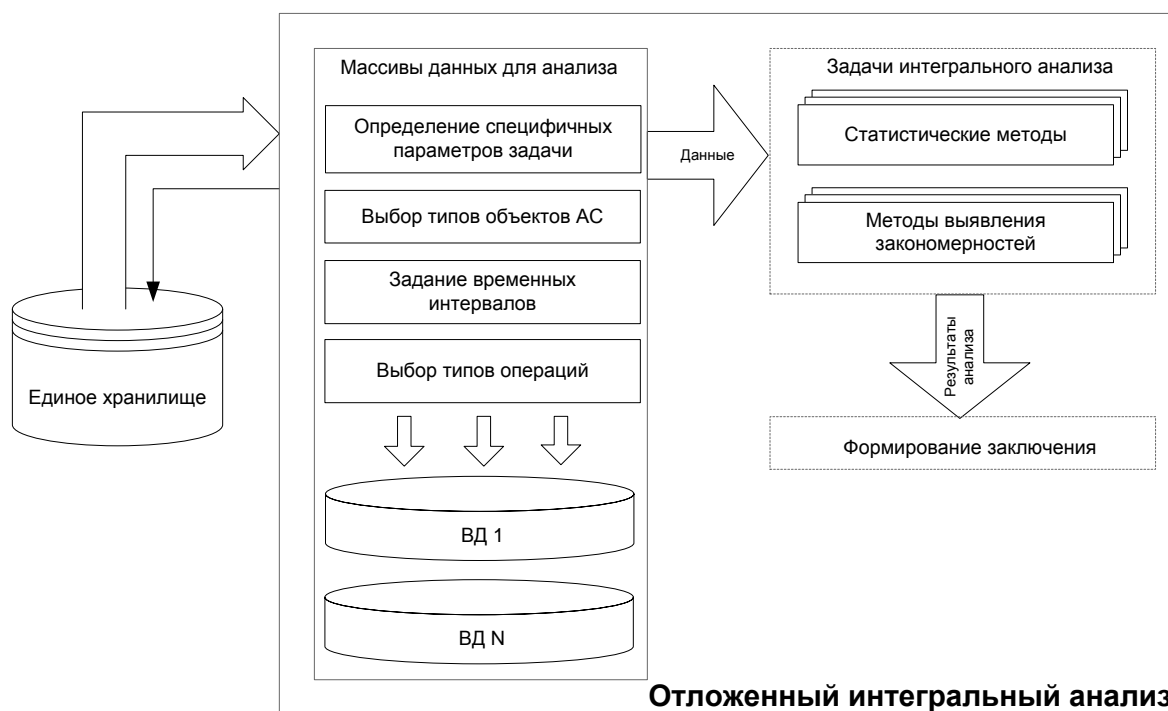 Массивы данных для анализа
Определение специфичных
параметров задачи
Выбор типов объектов АС
Задание временных
интервалов
Выбор типов операций
ВД 1
ВД N
Единое хранилище
Данные
Задачи интегрального анализа
Статистические методы
Методы выявления
закономерностей
Результаты
анализа
Формирование заключения
Отложенный интегральный анализ